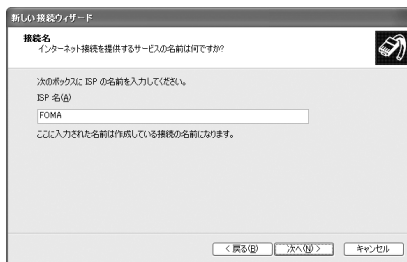 新しい接続ウィザード
接続名
インターネット接続を提供するサービスの名前は何ですか?
次のボックスに ISP の名前を入力してください。
ISP 名(A)
FOMA
ここに入力された名前は作成している接続の名前になります。
< 戻る(B) 次へ(N) > キャンセル